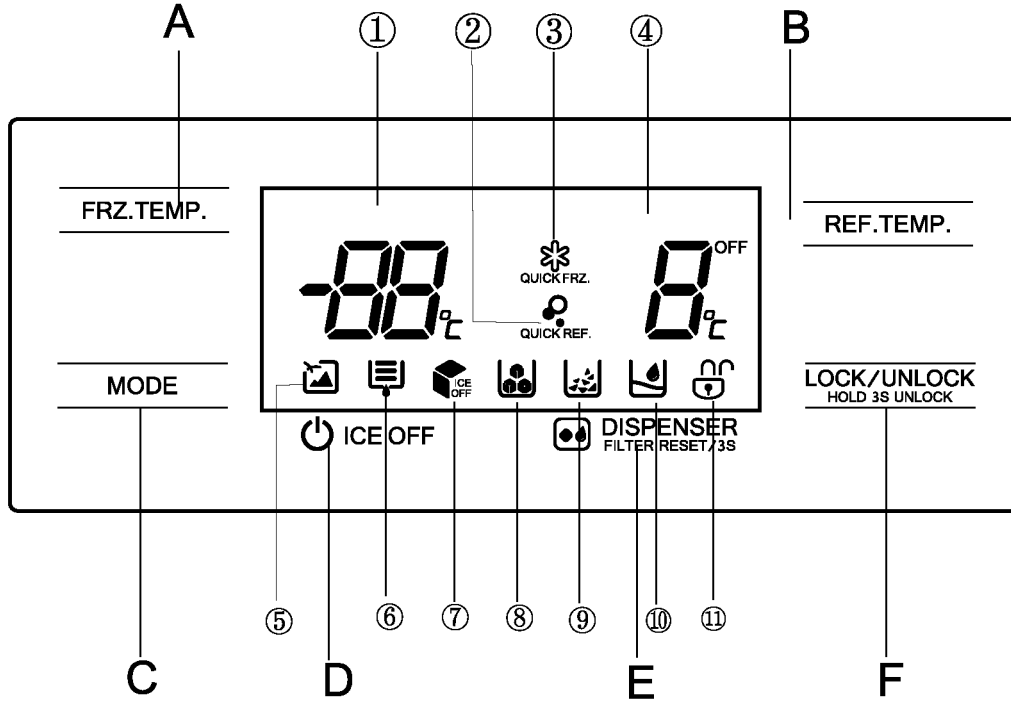 A ① ② ③ ④ B
FRZ.TEMP.
REF.TEMP.
-88°C
QUICK FRZ.
8 OFF
°C
QUICK REF.
MODE
ICE
OFF
LOCK/UNLOCK
HOLD 3S UNLOCK
ICE OFF
DISPENSER
FILTER RESET/3S
⑤ ⑥ ⑦ ⑧ ⑨ ⑩ ⑪
C D E F